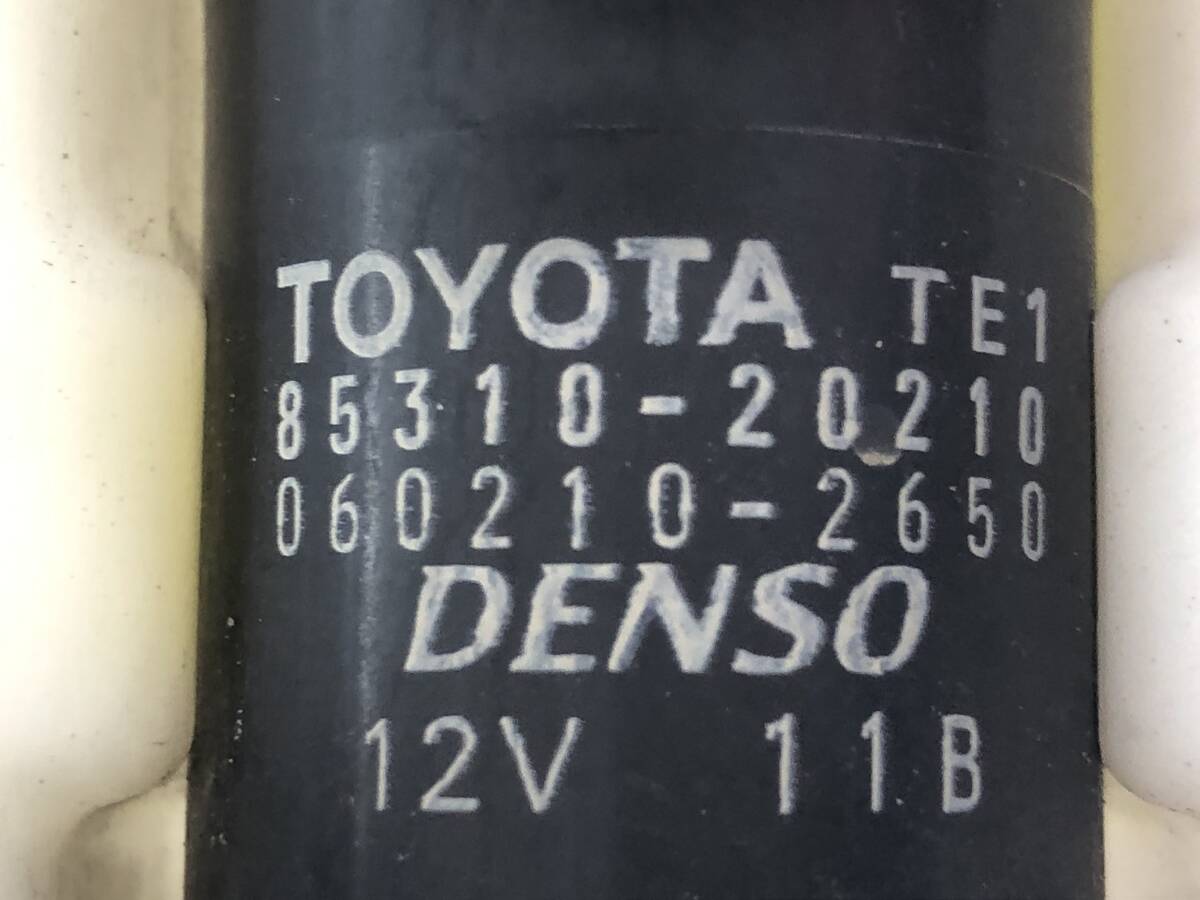 TOYOTA TE1
85310-20210
060210-2650
DENSO
12V 11B